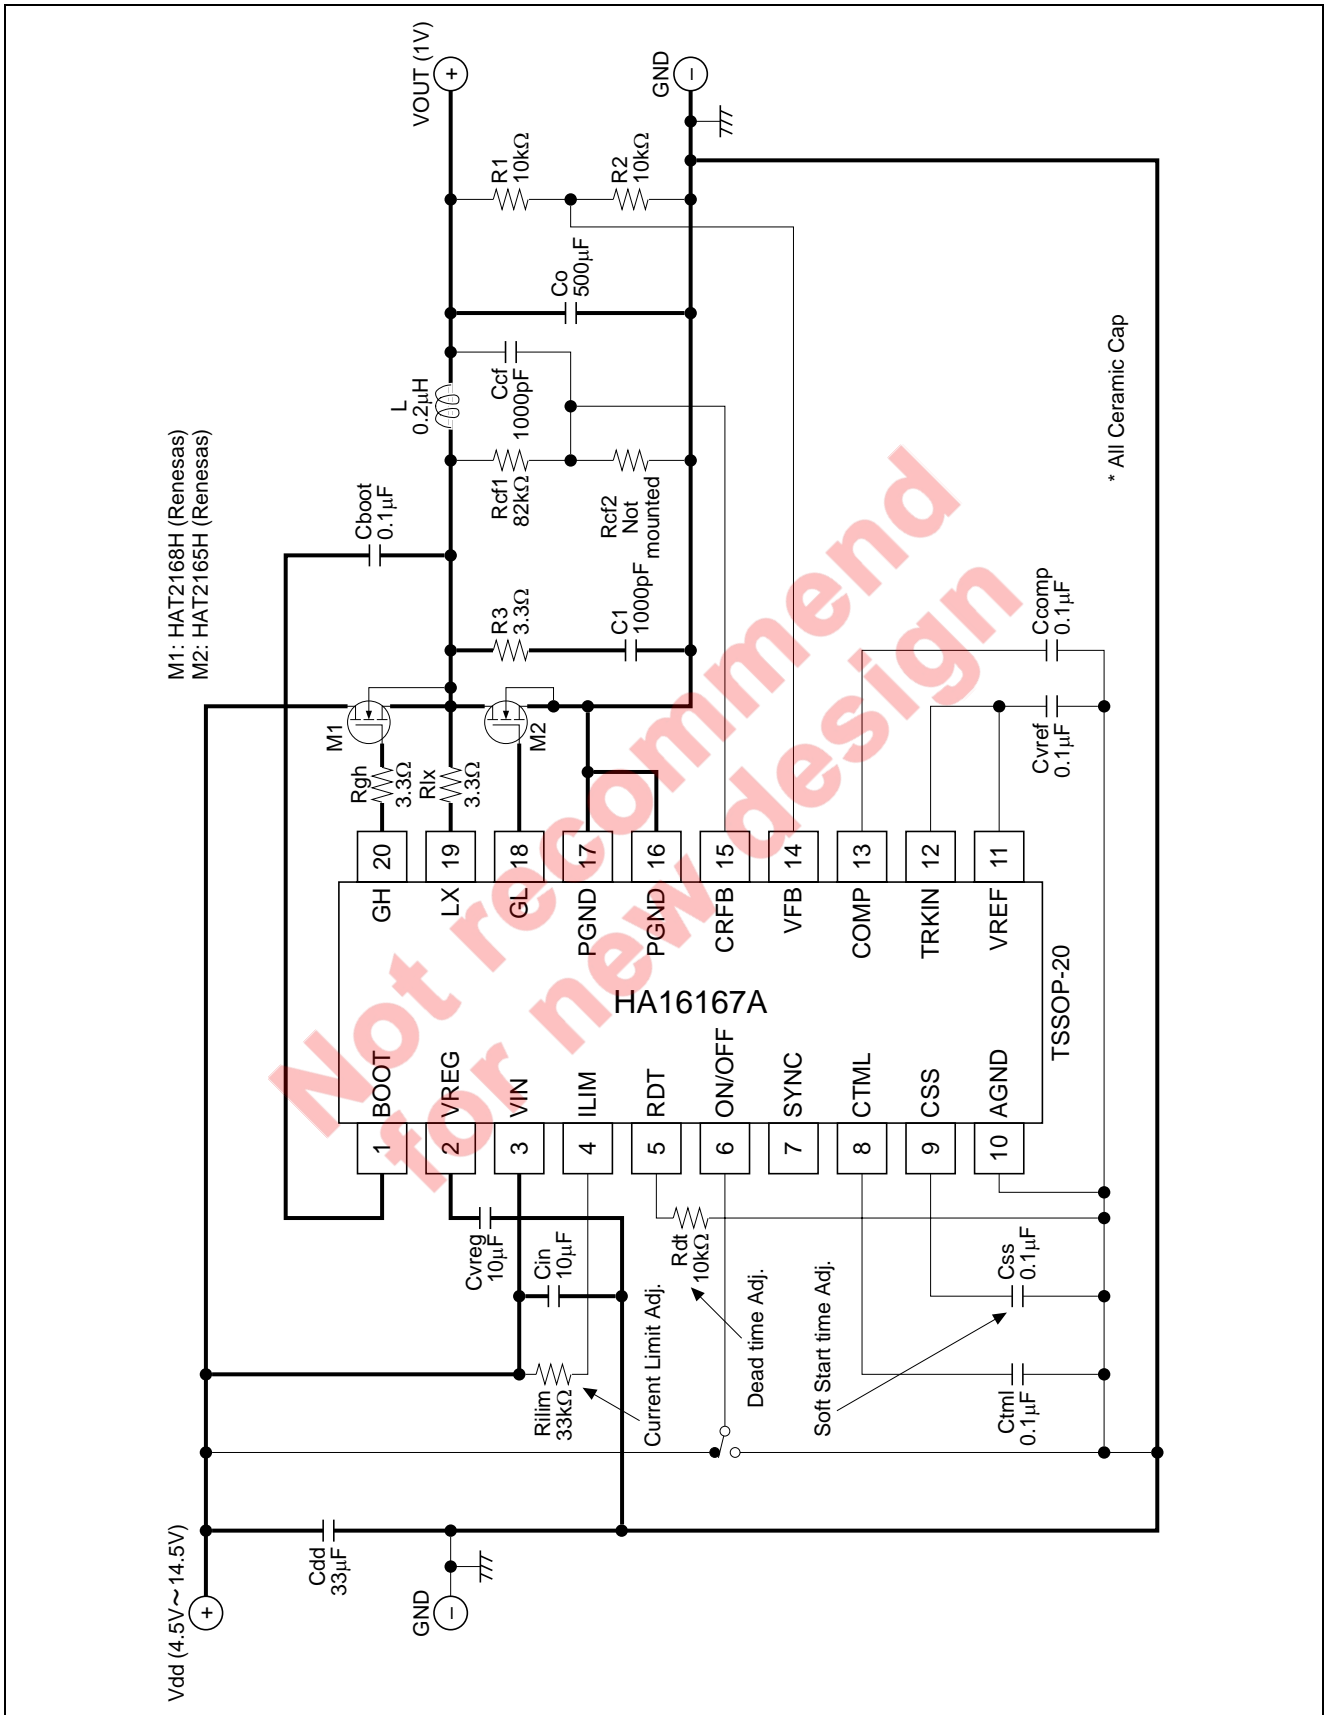 Vdd (4.5V～14.5V)
Cdd
33μF
GND
M1: HAT2168H (Renesas)
M2: HAT2165H (Renesas)
VOUT (1V)
+
GND
−
+
−
Cboot
0.1μF
L
0.2μH
Rcf1
82kΩ
Ccf
1000pF
Rcf2
Not
mounted
Co
500μF
R1
10kΩ
R2
10kΩ
R3
3.3Ω
C1
1000pF
M1
M2
Rgh
3.3Ω
Rlx
3.3Ω
20
19
18
17
16
15
14
13
12
11
GH
LX
GL
PGND
PGND
CRFB
VFB
COMP
TRKIN
VREF
HA16167A
TSSOP-20
BOOT
VREG
VIN
ILIM
RDT
ON/OFF
SYNC
CTML
CSS
AGND
1
2
3
4
5
6
7
8
9
10
Cvreg
10μF
Cin
10μF
Rilim
33kΩ
Current Limit Adj.
Rdt
10kΩ
Dead time Adj.
Soft Start time Adj.
Css
0.1μF
Ctml
0.1μF
Cvref
0.1μF
Ccomp
0.1μF
* All Ceramic Cap
Not recommend
for new design